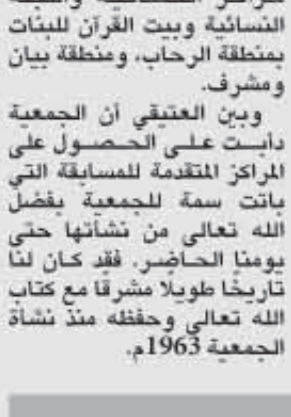 النسائية وبيت القرآن للبنات
بمنطقة الرحاب، ومنطقة بيان
ومشرف.
وبين العتيقي أن الجمعية
دأبت على الحصول على
المراكز المتقدمة للمسابقة التي
باتت سمة للجمعية بفضل
الله تعالى من نشأتها حتى
يومنا الحاضر. فقد كان لنا
تاريخًا طويلا مشرقا مع كتاب
الله تعالى وحفظه منذ نشأة
الجمعية 1963م.